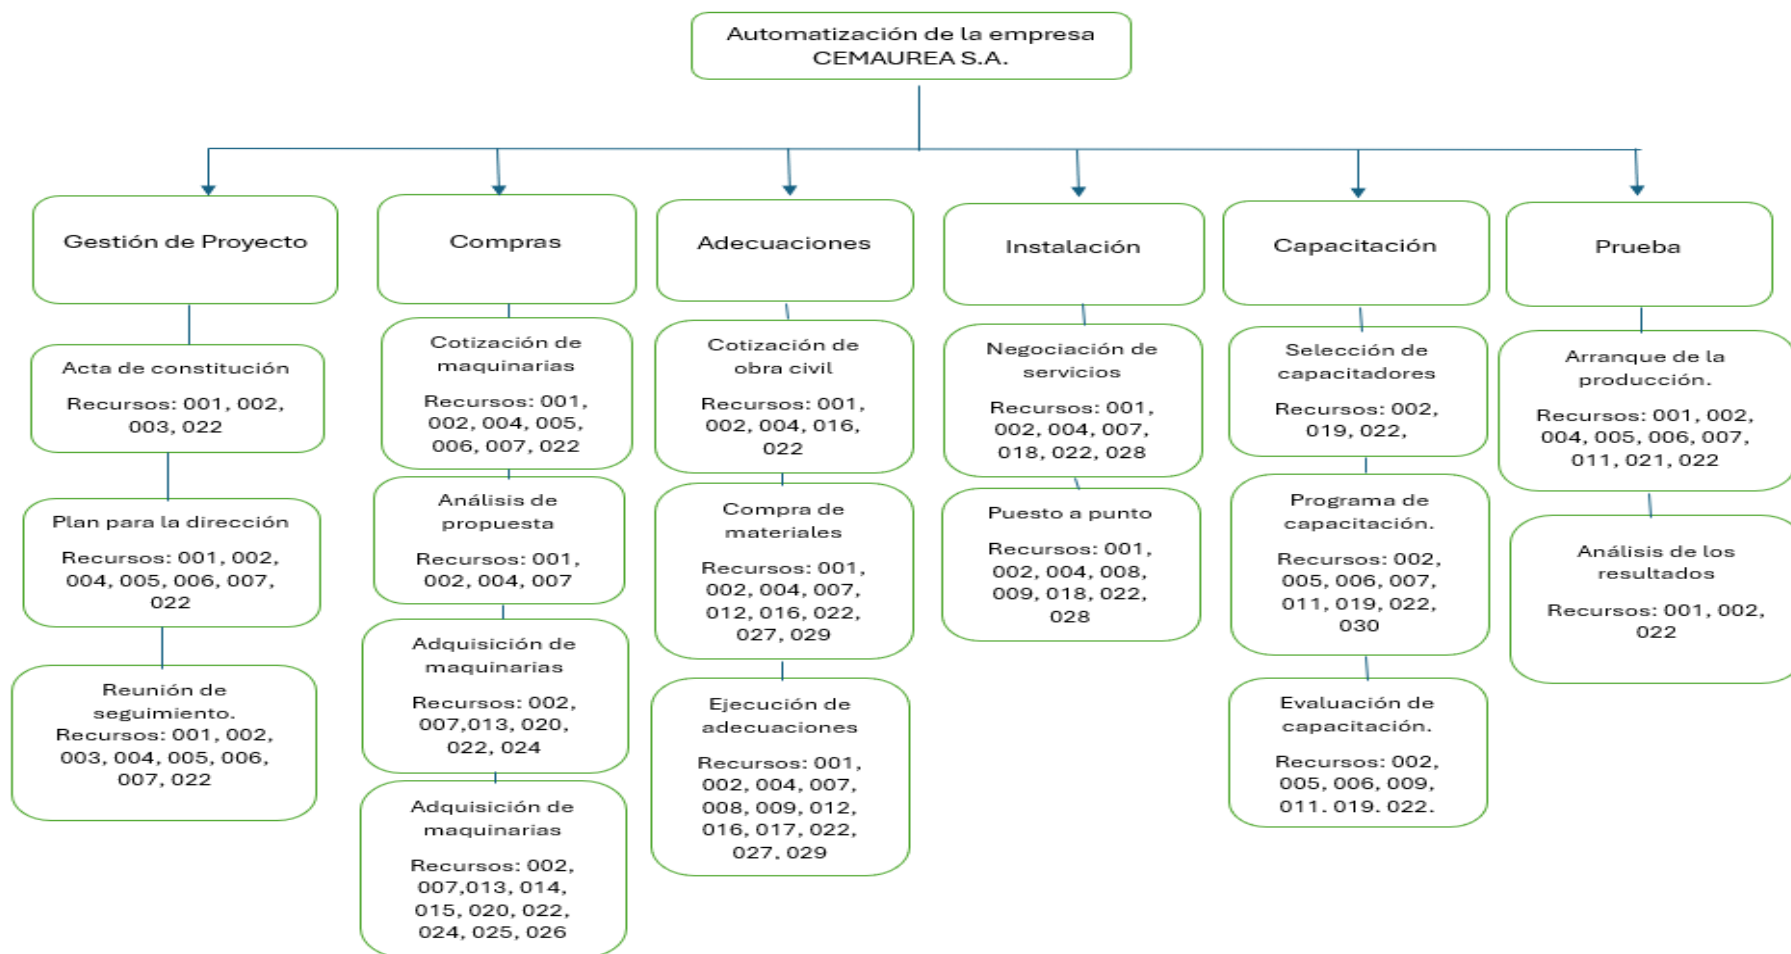 Automatización de la empresa
CEMAUREA S.A.
Gestión de Proyecto
Acta de constitución
Recursos: 001, 002,
003, 022
Plan para la dirección
Recursos: 001, 002,
004, 005, 006, 007,
022
Reunión de
seguimiento.
Recursos: 001, 002,
003, 004, 005, 006,
007, 022
Compras
Cotización de
maquinarias
Recursos: 001,
002, 004, 005,
006, 007, 022
Análisis de
propuesta
Recursos: 001,
002, 004, 007
Adquisición de
maquinarias
Recursos: 002,
007,013, 020,
022, 024
Adquisición de
maquinarias
Recursos: 002,
007,013, 014,
015, 020, 022,
024, 025, 026
Adecuaciones
Cotización de
obra civil
Recursos: 001,
002, 004, 016,
022
Compra de
materiales
Recursos: 001,
002, 004, 007,
012, 016, 022,
027, 029
Ejecución de
adecuaciones
Recursos: 001,
002, 004, 007,
008, 009, 012,
016, 017, 022,
027, 029
Instalación
Negociación de
servicios
Recursos: 001,
002, 004, 007,
018, 022, 028
Puesto a punto
Recursos: 001,
002, 004, 008,
009, 018, 022,
028
Capacitación
Selección de
capacitadores
Recursos: 002,
019, 022,
Programa de
capacitación.
Recursos: 002,
005, 006, 007,
011, 019, 022,
030
Evaluación de
capacitación.
Recursos: 002,
005, 006, 009,
011. 019. 022.
Prueba
Arranque de la
producción.
Recursos: 001, 002,
004, 005, 006, 007,
011, 021, 022
Análisis de los
resultados
Recursos: 001, 002,
022